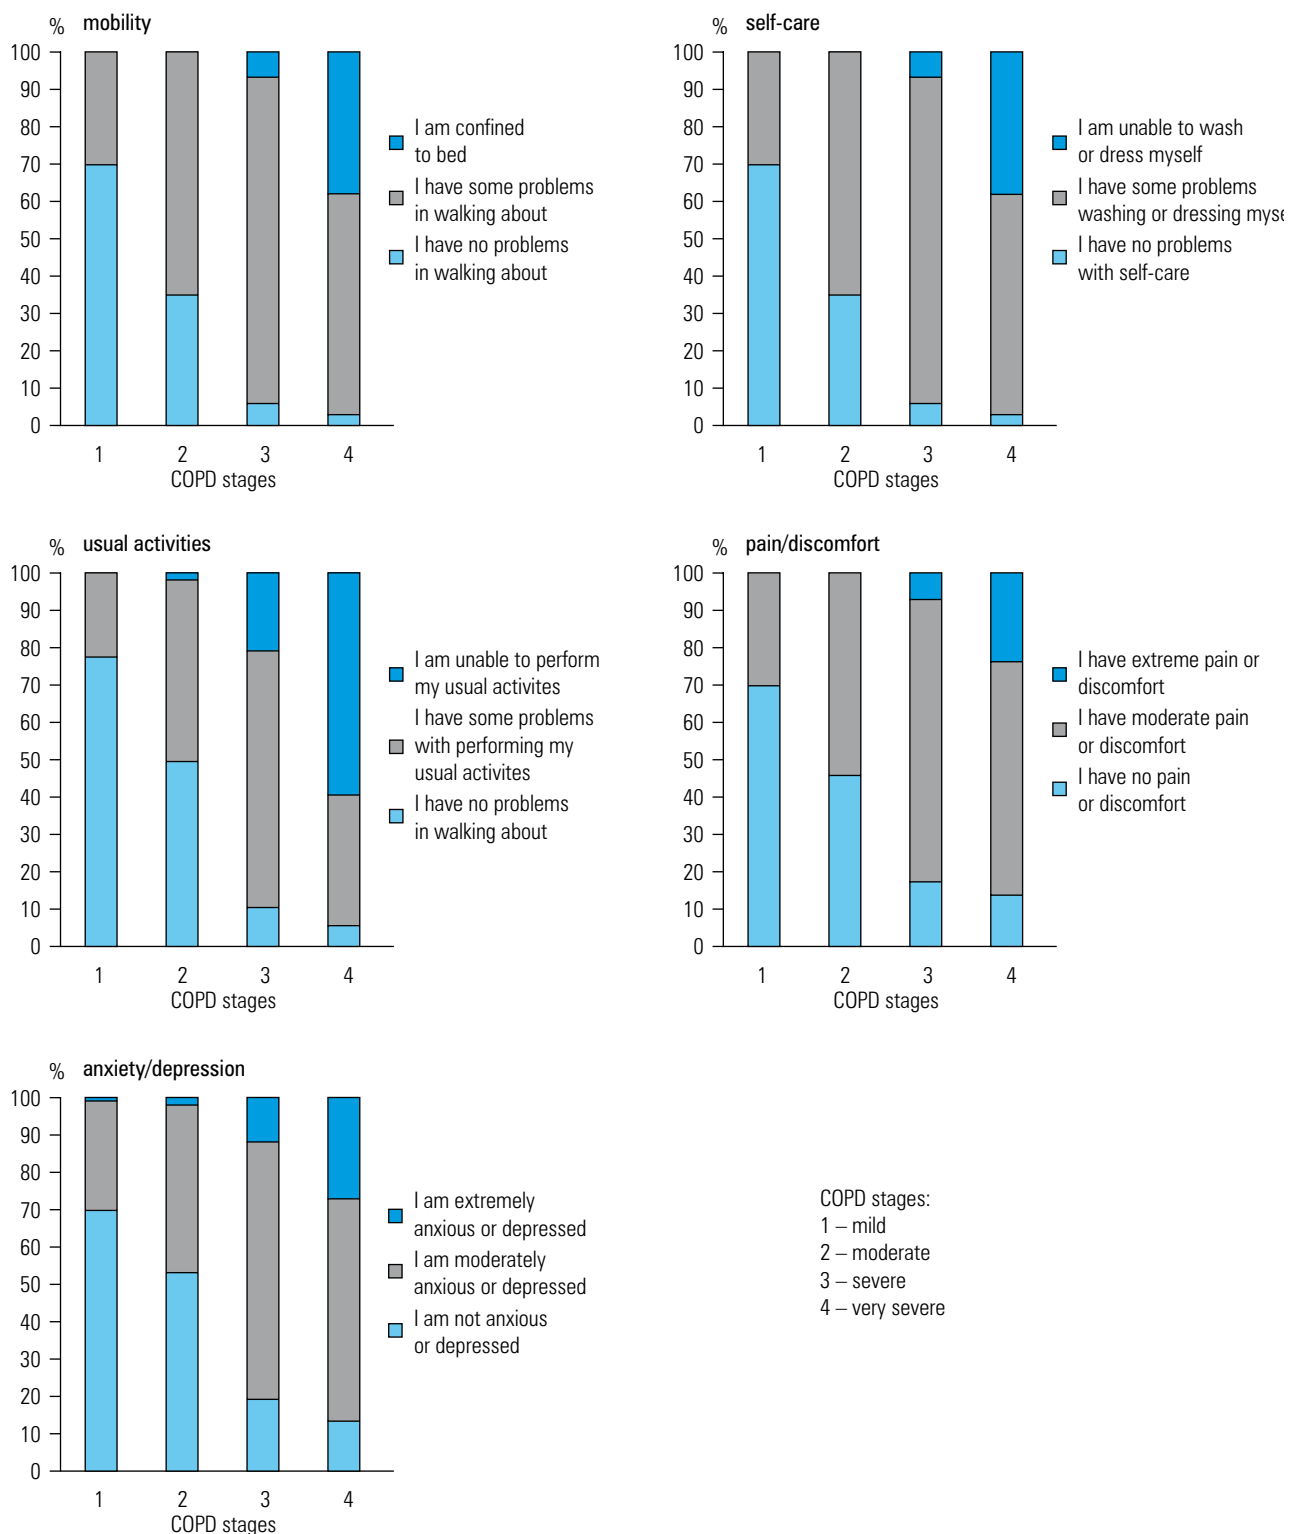 % mobility
100
90
80
70
60
50
40
30
20
10
0
1 2 3 4
COPD stages
I am confined
to bed
I have some problems
in walking about
I have no problems
in walking about
% self-care
100
90
80
70
60
50
40
30
20
10
0
1 2 3 4
COPD stages
I am unable to wash
or dress myself
I have some problems
washing or dressing myse
I have no problems
with self-care
% usual activities
100
90
80
70
60
50
40
30
20
10
0
1 2 3 4
COPD stages
I am unable to perform
my usual activites
I have some problems
with performing my
usual activites
I have no problems
in walking about
% pain/discomfort
100
90
80
70
60
50
40
30
20
10
0
1 2 3 4
COPD stages
I have extreme pain or
discomfort
I have moderate pain
or discomfort
I have no pain
or discomfort
% anxiety/depression
100
90
80
70
60
50
40
30
20
10
0
1 2 3 4
COPD stages
I am extremely
anxious or depressed
I am moderately
anxious or depressed
I am not anxious
or depressed
COPD stages:
1 – mild
2 – moderate
3 – severe
4 – very severe